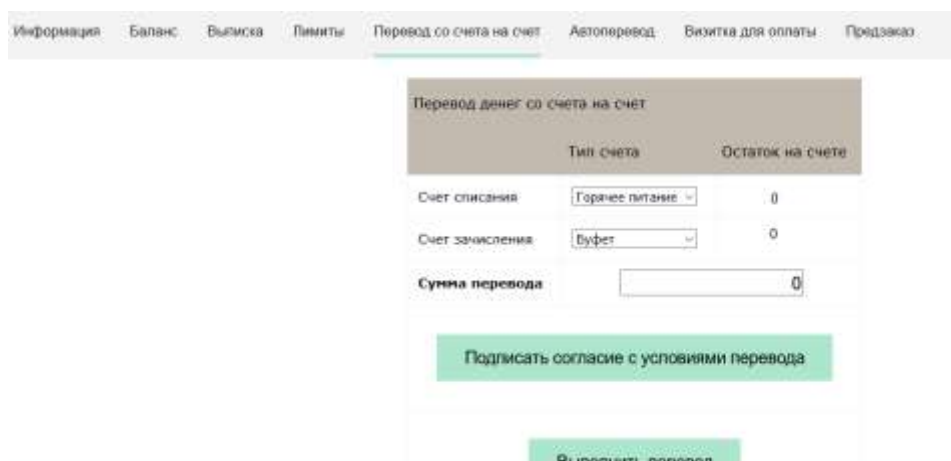 Информация Баланс Выписка Лимиты Перевод со счета на счет Автоперевод Визитка для оплаты Предзаказ
Перевод денег со счета на счет
Тип счета Остаток на счете
Счет списания Горячее питание 0
Счет зачисления Буфет 0
Сумма перевода 0
Подписать согласие с условиями перевода
Выполнить перевод